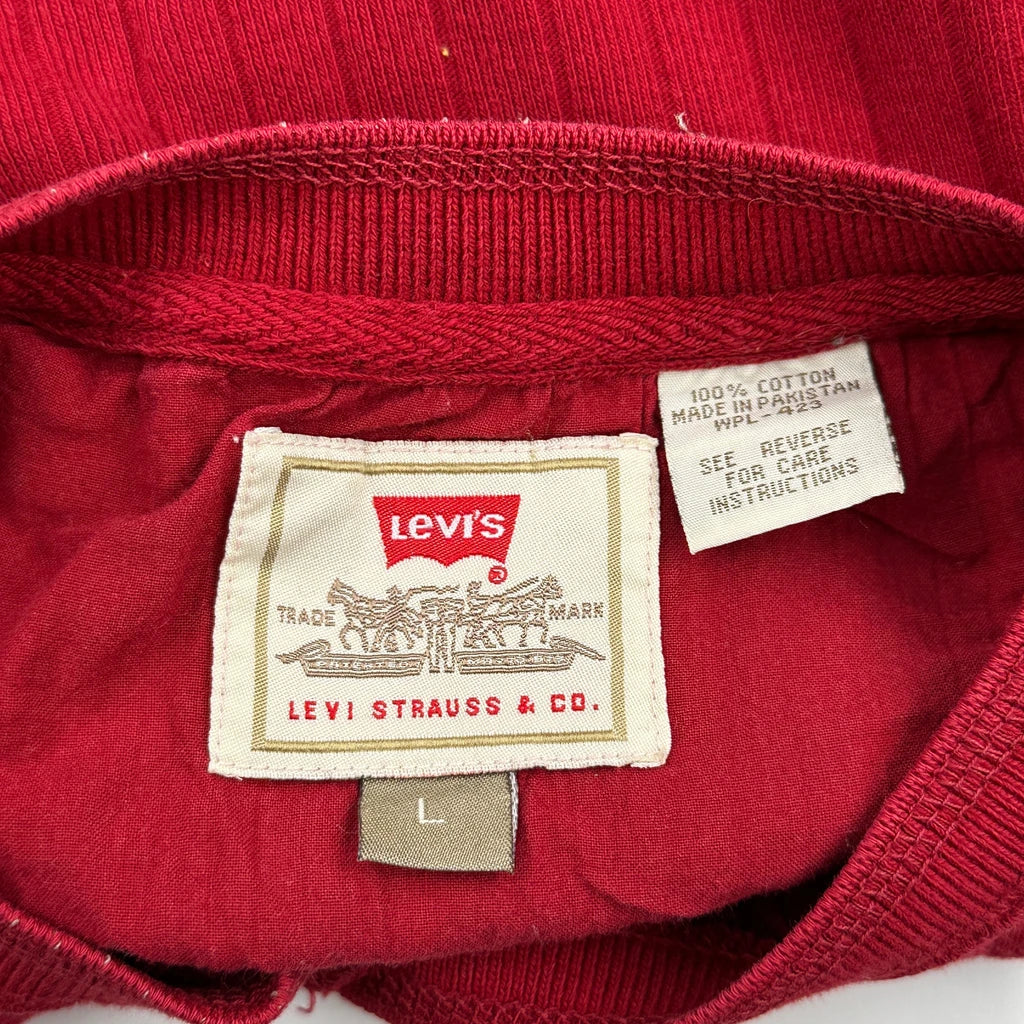 LEVI'S
®
TRADE MARK
LEVI STRAUSS & CO.
L
100% COTTON
MADE IN PAKISTAN
WPL-423
SEE REVERSE
FOR CARE
INSTRUCTIONS